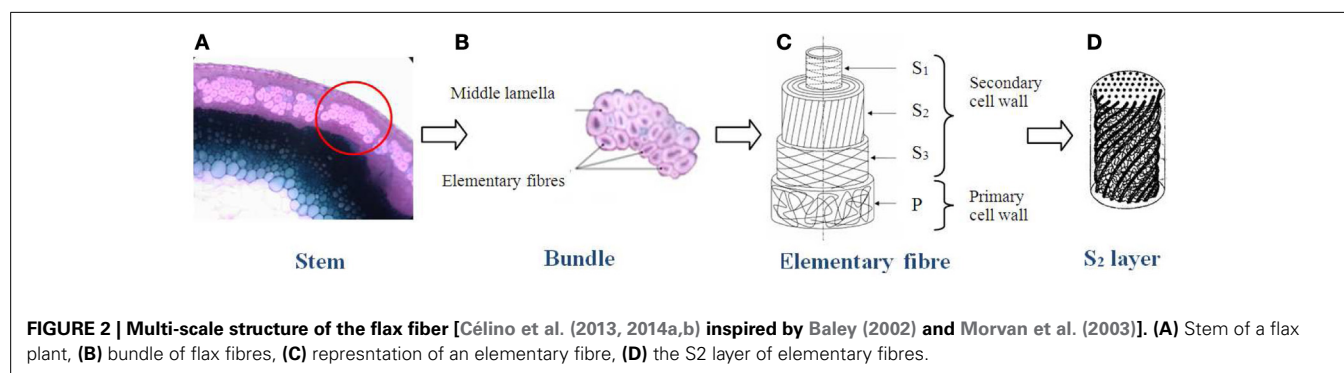 A
B
C
D
Middle lamella
Elementary fibres
S1
S2
S3
P
Secondary
cell wall
Primary
cell wall
Stem
Bundle
Elementary fibre
S2 layer
FIGURE 2 | Multi-scale structure of the flax fiber [Célino et al. (2013, 2014a,b) inspired by Baley (2002) and Morvan et al. (2003)]. (A) Stem of a flax
plant, (B) bundle of flax fibres, (C) represntation of an elementary fibre, (D) the S2 layer of elementary fibres.